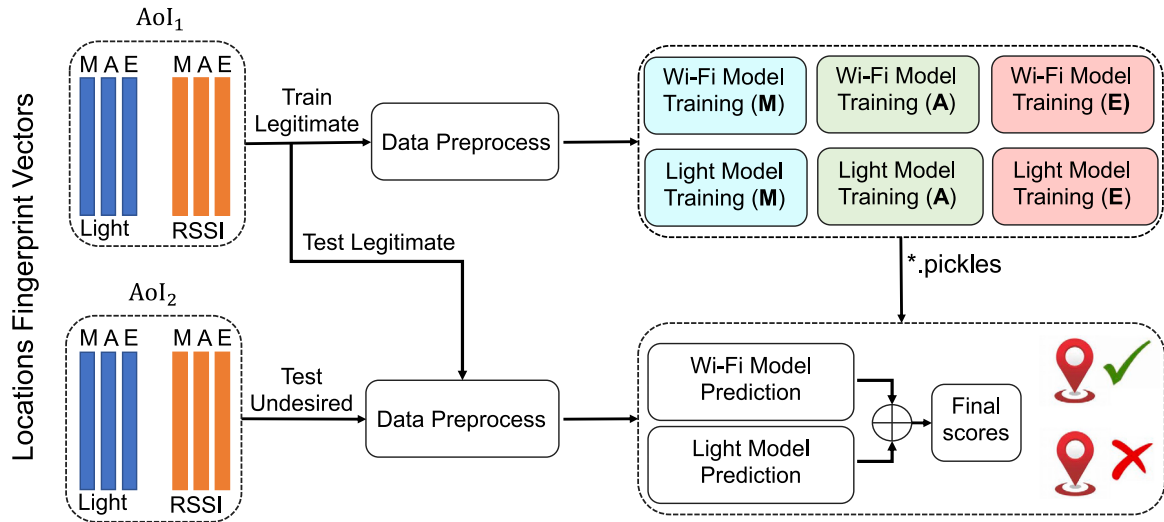 Locations Fingerprint Vectors
AoI₁
M A E
M A E
Light
RSSI
Train
Legitimate
Data Preprocess
Wi-Fi Model
Training (M)
Wi-Fi Model
Training (A)
Wi-Fi Model
Training (E)
Light Model
Training (M)
Light Model
Training (A)
Light Model
Training (E)
Test Legitimate
*.pickles
AoI₂
M A E
M A E
Light
RSSI
Test
Undesired
Data Preprocess
Wi-Fi Model
Prediction
Light Model
Prediction
Final
scores